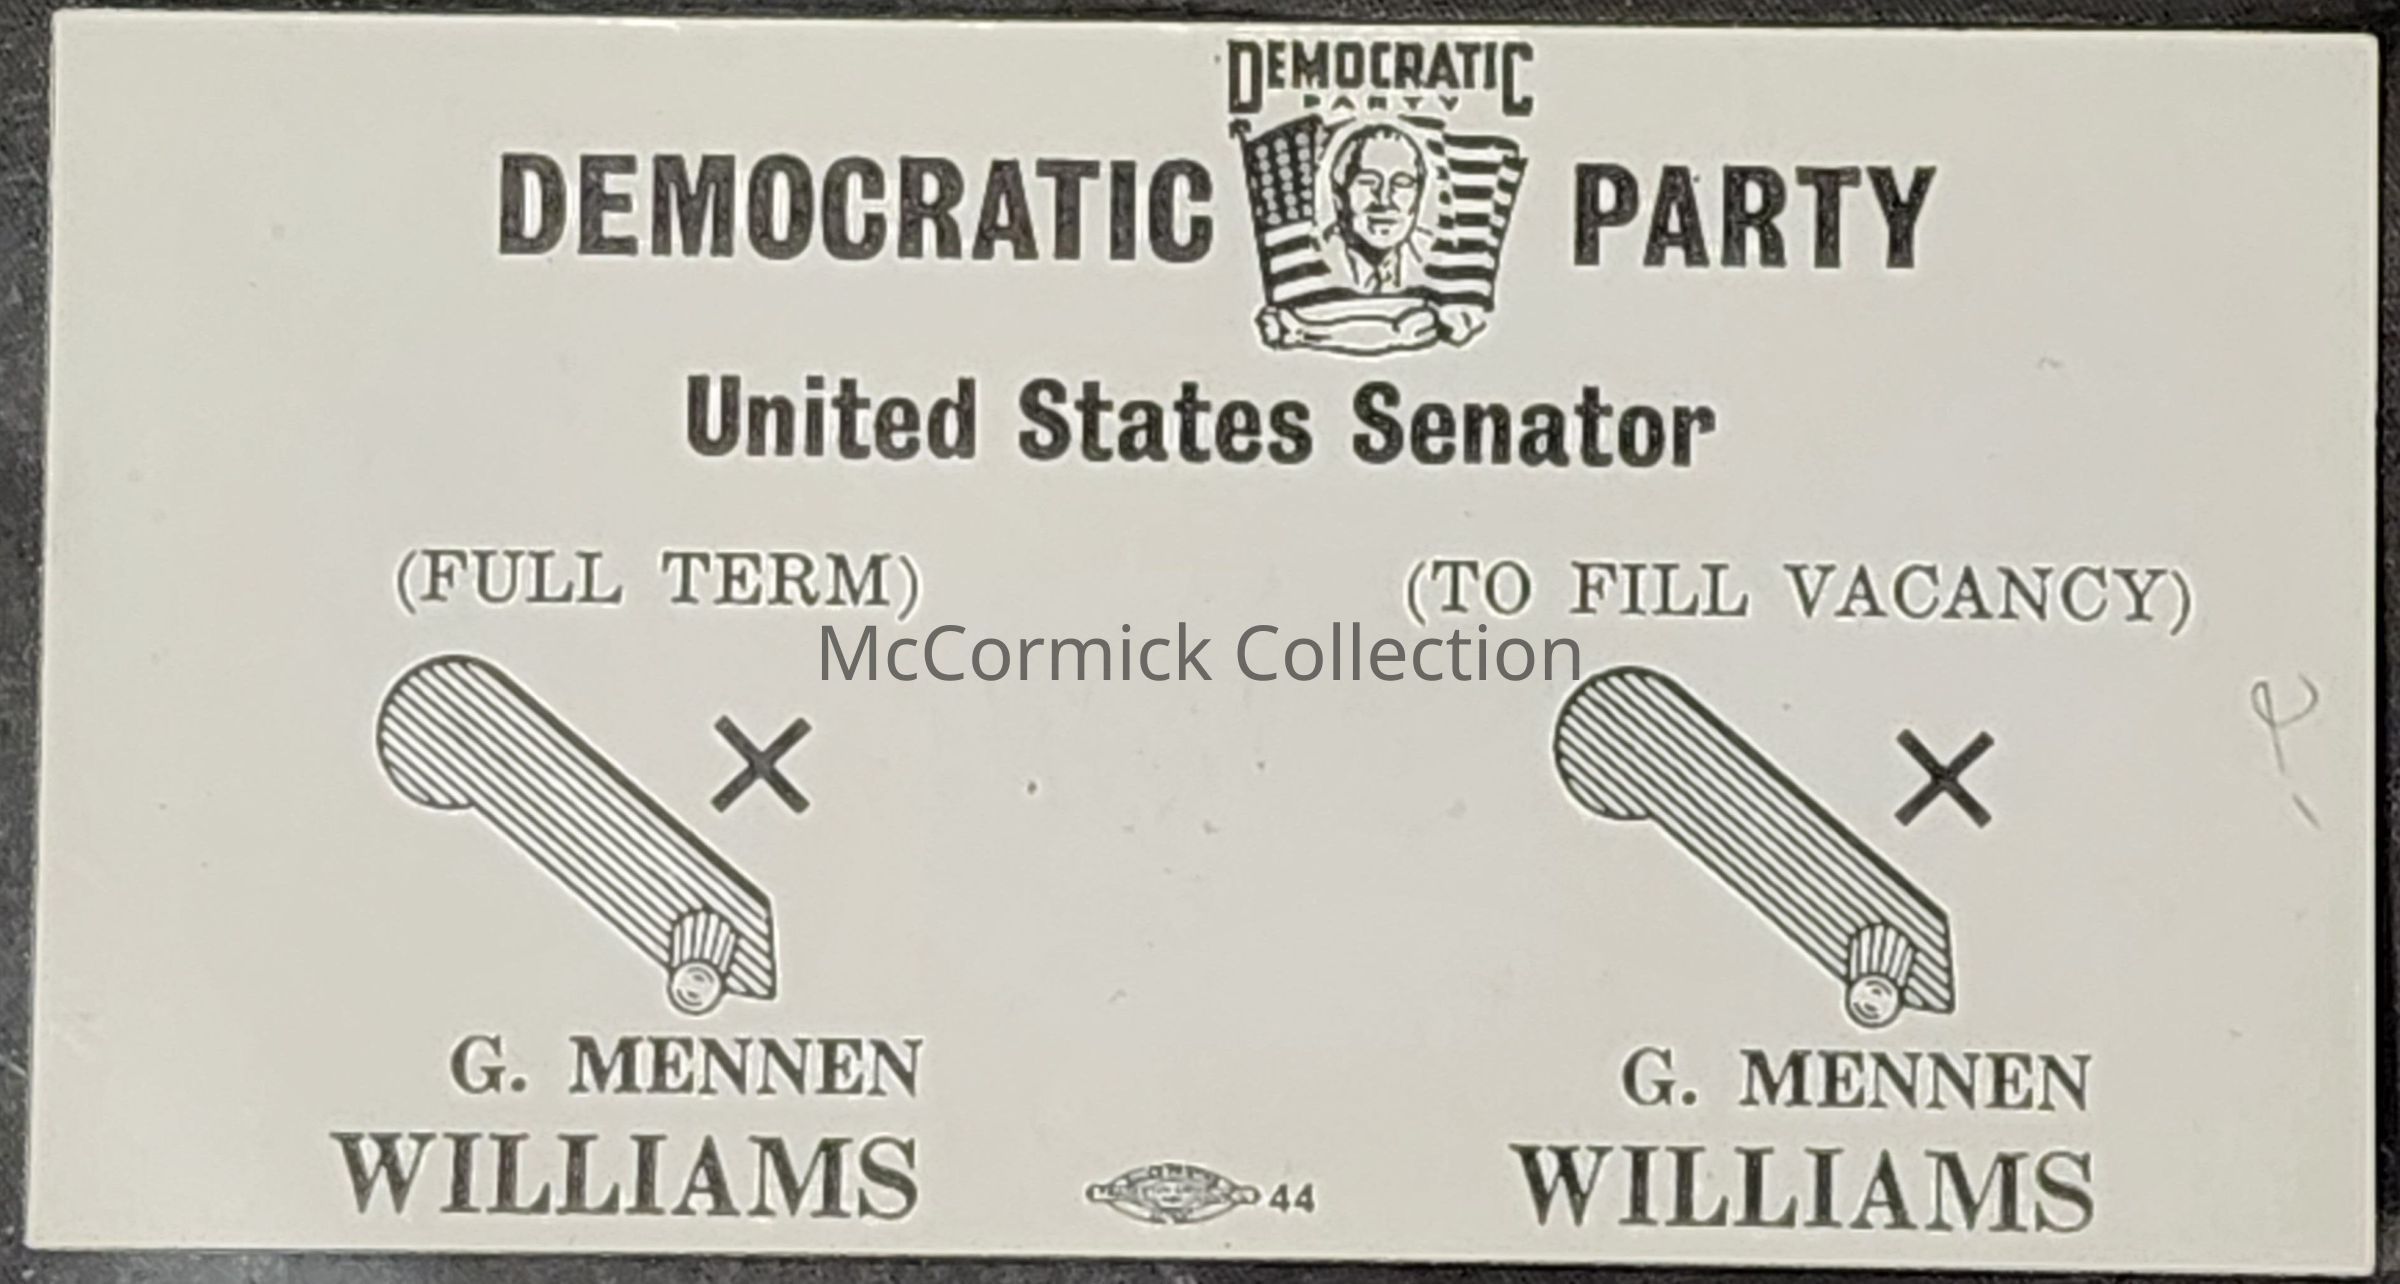 DEMOCRATIC
PARTY
DEMOCRATIC PARTY
United States Senator
(FULL TERM) (TO FILL VACANCY)
McCormick Collection
G. MENNEN G. MENNEN
WILLIAMS WILLIAMS
44